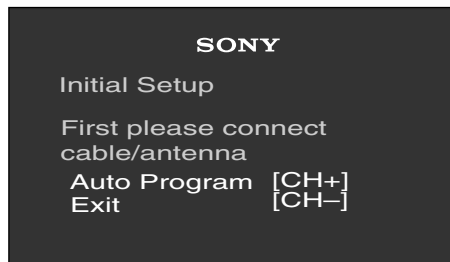 SONY
Initial Setup
First please connect
cable/antenna
Auto Program [CH+]
Exit [CH–]